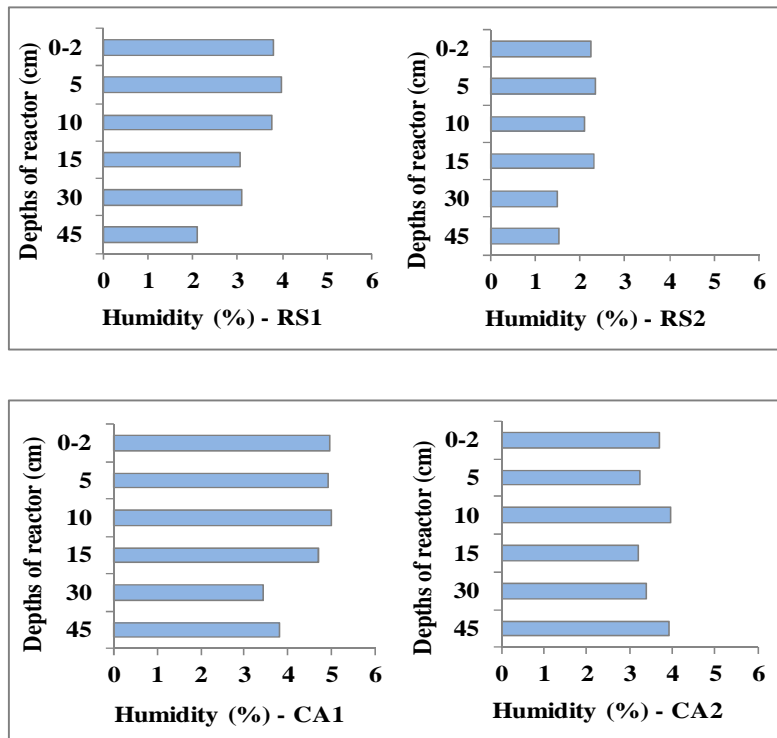 Depths of reactor (cm)
0-2
5
10
15
30
45
0 1 2 3 4 5 6
Humidity (%) - RS1
Depths of reactor (cm)
0-2
5
10
15
30
45
0 1 2 3 4 5 6
Humidity (%) - RS2
Depths of reactor (cm)
0-2
5
10
15
30
45
0 1 2 3 4 5 6
Humidity (%) - CA1
Depths of reactor (cm)
0-2
5
10
15
30
45
0 1 2 3 4 5 6
Humidity (%) - CA2